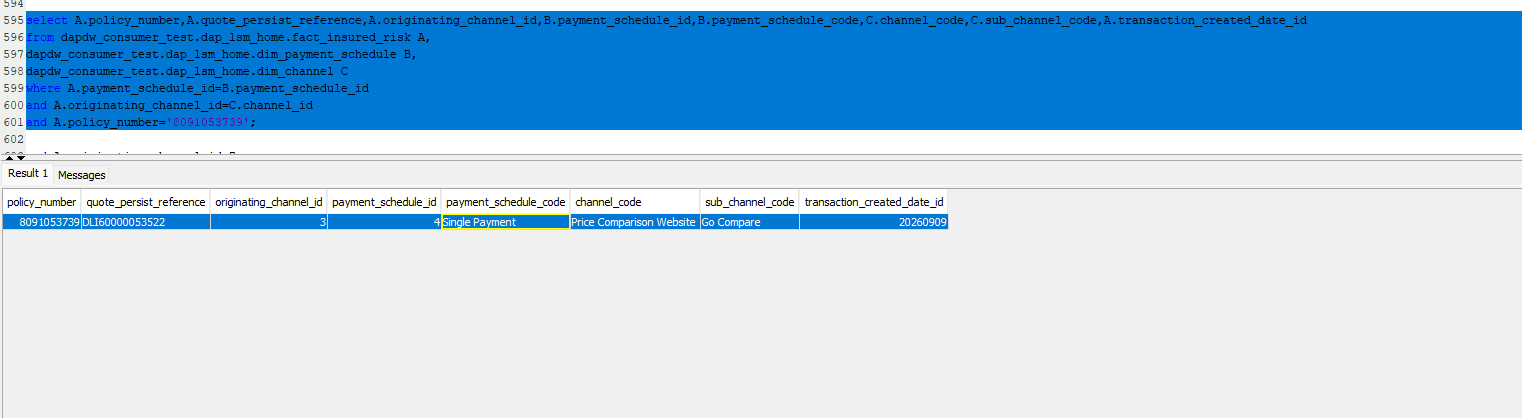 594
595 select A.policy_number,A.quote_persist_reference,A.originating_channel_id,B.payment_schedule_id,B.payment_schedule_code,C.channel_code,C.sub_channel_code,A.transaction_created_date_id
596 from dapdw_consumer_test.dap_lsm_home.fact_insured_risk A,
597 dapdw_consumer_test.dap_lsm_home.dim_payment_schedule B,
598 dapdw_consumer_test.dap_lsm_home.dim_channel C
599 where A.payment_schedule_id=B.payment_schedule_id
600 and A.originating_channel_id=C.channel_id
601 and A.policy_number='8091053739';
602
Result 1 Messages
policy_number quote_persist_reference originating_channel_id payment_schedule_id payment_schedule_code channel_code sub_channel_code transaction_created_date_id
8091053739 DLI60000053522 3 4 Single Payment Price Comparison Website Go Compare 20260909